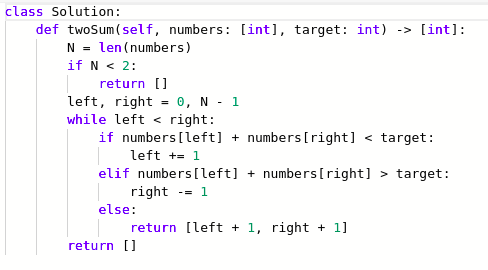 class Solution:
    def twoSum(self, numbers: [int], target: int) -> [int]:
        N = len(numbers)
        if N < 2:
            return []
        left, right = 0, N - 1
        while left < right:
            if numbers[left] + numbers[right] < target:
                left += 1
            elif numbers[left] + numbers[right] > target:
                right -= 1
            else:
                return [left + 1, right + 1]
        return []